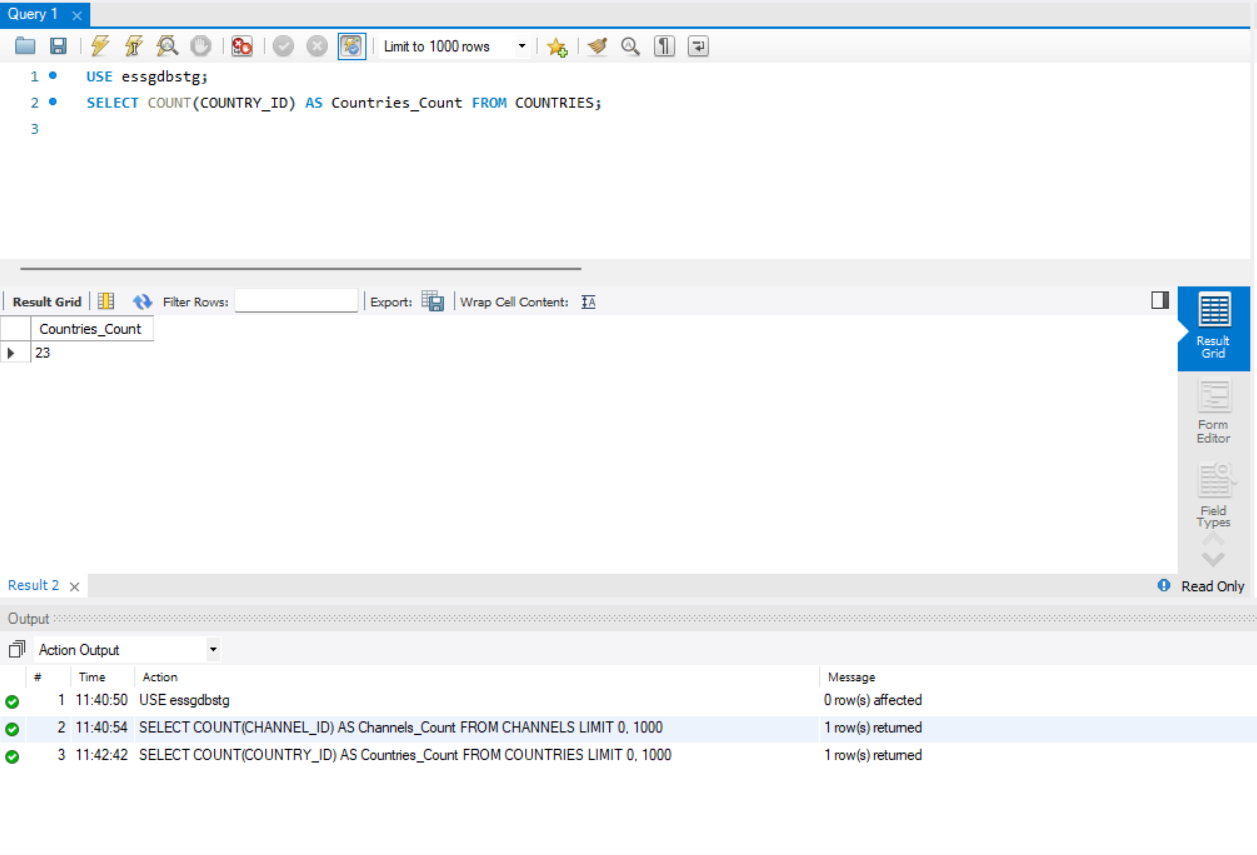 Query 1
Limit to 1000 rows
1 USE essgdbstg;
2 SELECT COUNT(COUNTRY_ID) AS Countries_Count FROM COUNTRIES;
3
Result Grid Filter Rows: Export: Wrap Cell Content: IA
Countries_Count
23
Result
Grid
Form
Editor
Field
Types
Result 2 Read Only
Output
Action Output
# Time Action Message
1 11:40:50 USE essgdbstg 0 row(s) affected
2 11:40:54 SELECT COUNT(CHANNEL_ID) AS Channels_Count FROM CHANNELS LIMIT 0, 1000 1 row(s) returned
3 11:42:42 SELECT COUNT(COUNTRY_ID) AS Countries_Count FROM COUNTRIES LIMIT 0, 1000 1 row(s) returned